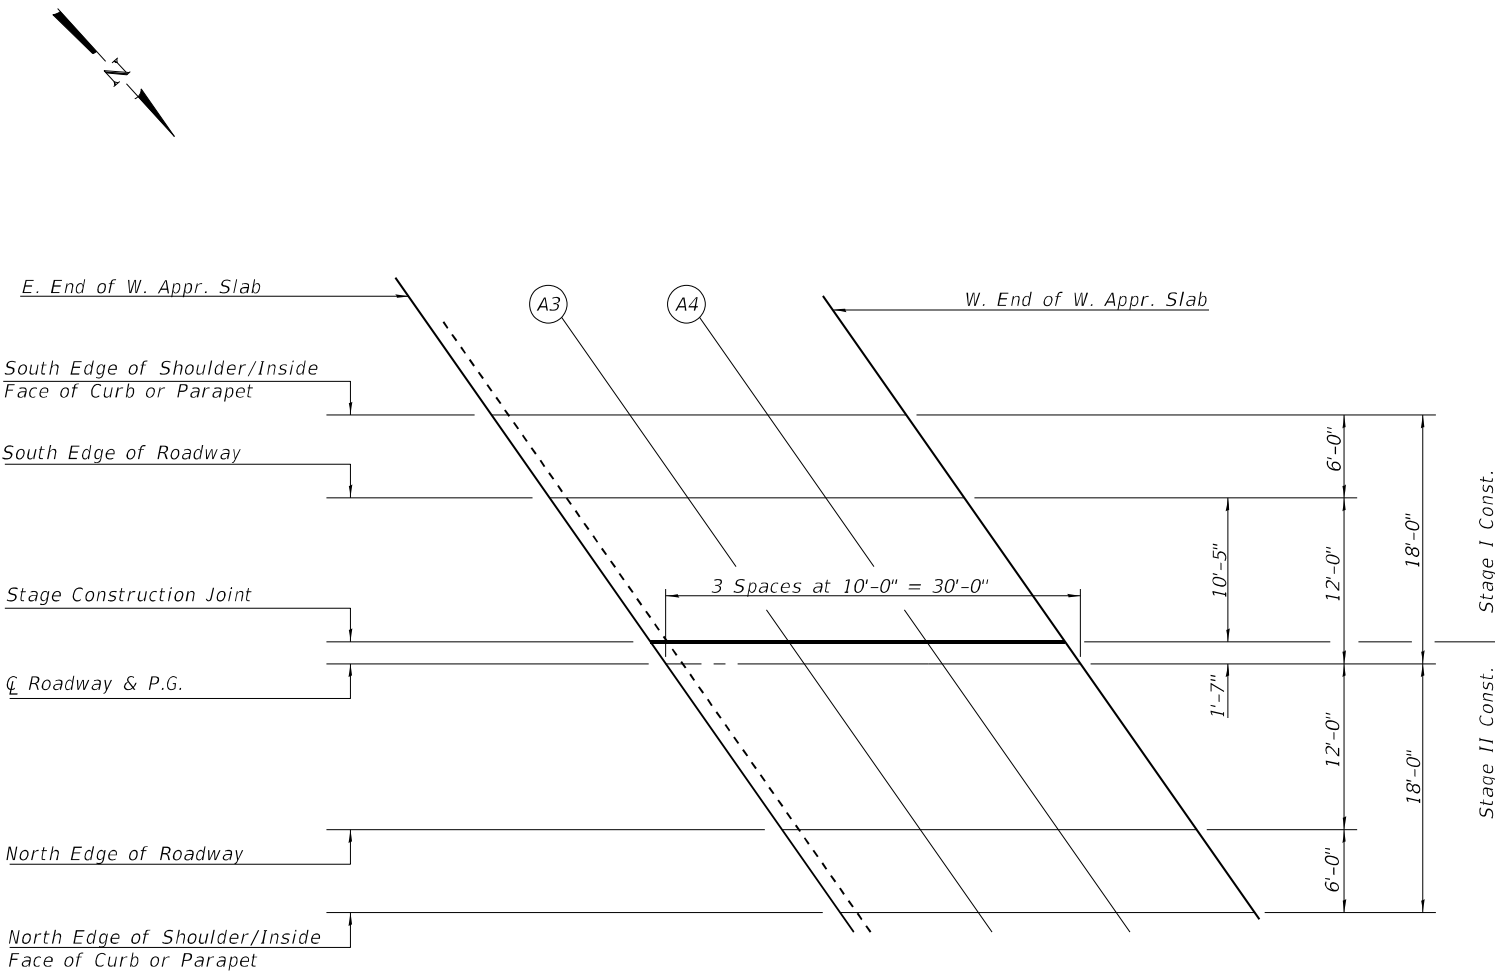 N
E. End of W. Appr. Slab
A3
A4
W. End of W. Appr. Slab
South Edge of Shoulder/Inside
Face of Curb or Parapet
South Edge of Roadway
6'-0"
18'-0"
Stage I Const.
10'-5"
12'-0"
3 Spaces at 10'-0" = 30'-0"
Stage Construction Joint
℄ Roadway & P.G.
1'-7"
12'-0"
18'-0"
Stage II Const.
North Edge of Roadway
6'-0"
North Edge of Shoulder/Inside
Face of Curb or Parapet